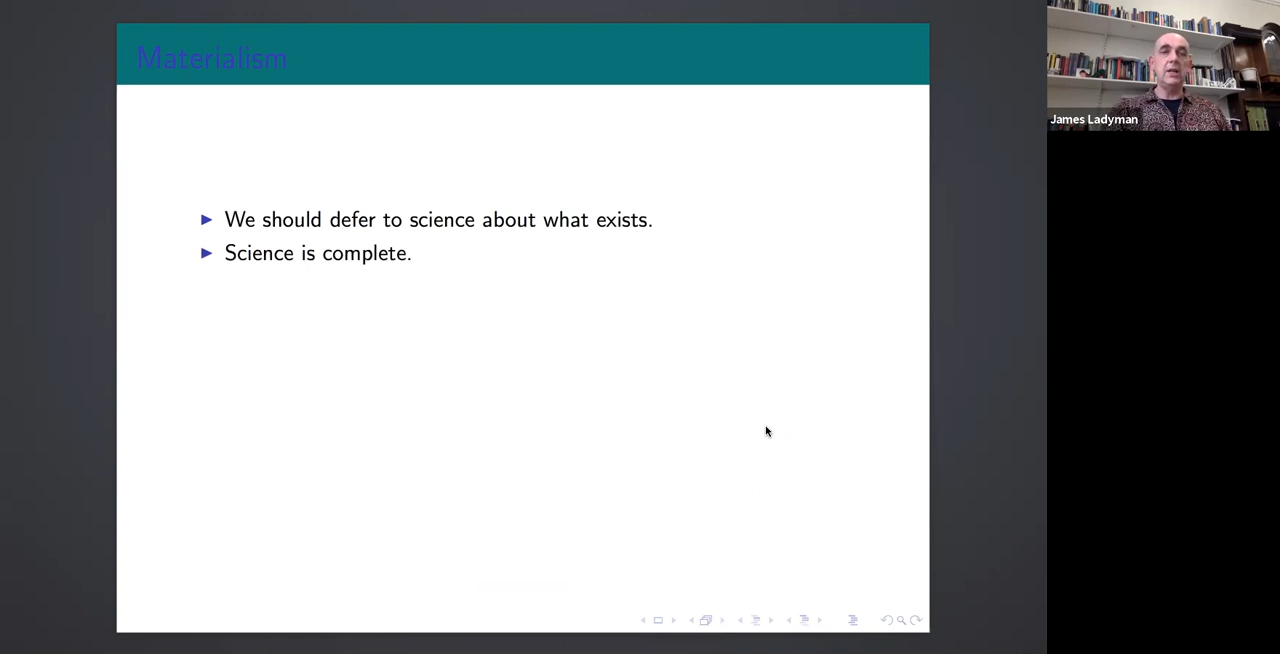 Materialism
We should defer to science about what exists.
Science is complete.
James Ladyman